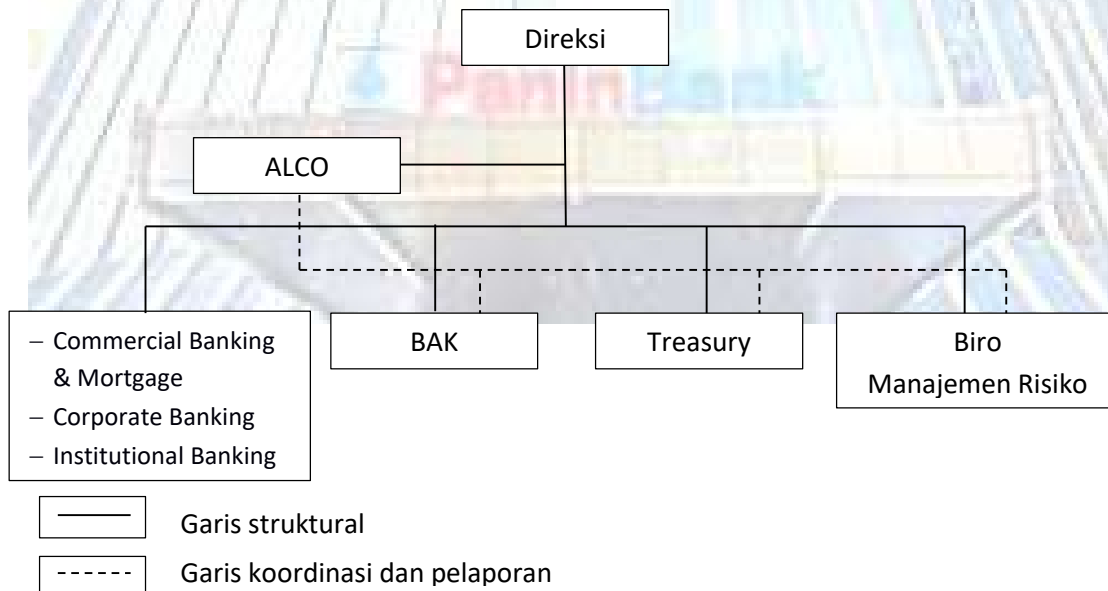 Direksi
PaninBank
ALCO
– Commercial Banking
& Mortgage
– Corporate Banking
– Institutional Banking
BAK
Treasury
Biro
Manajemen Risiko
Garis struktural
Garis koordinasi dan pelaporan